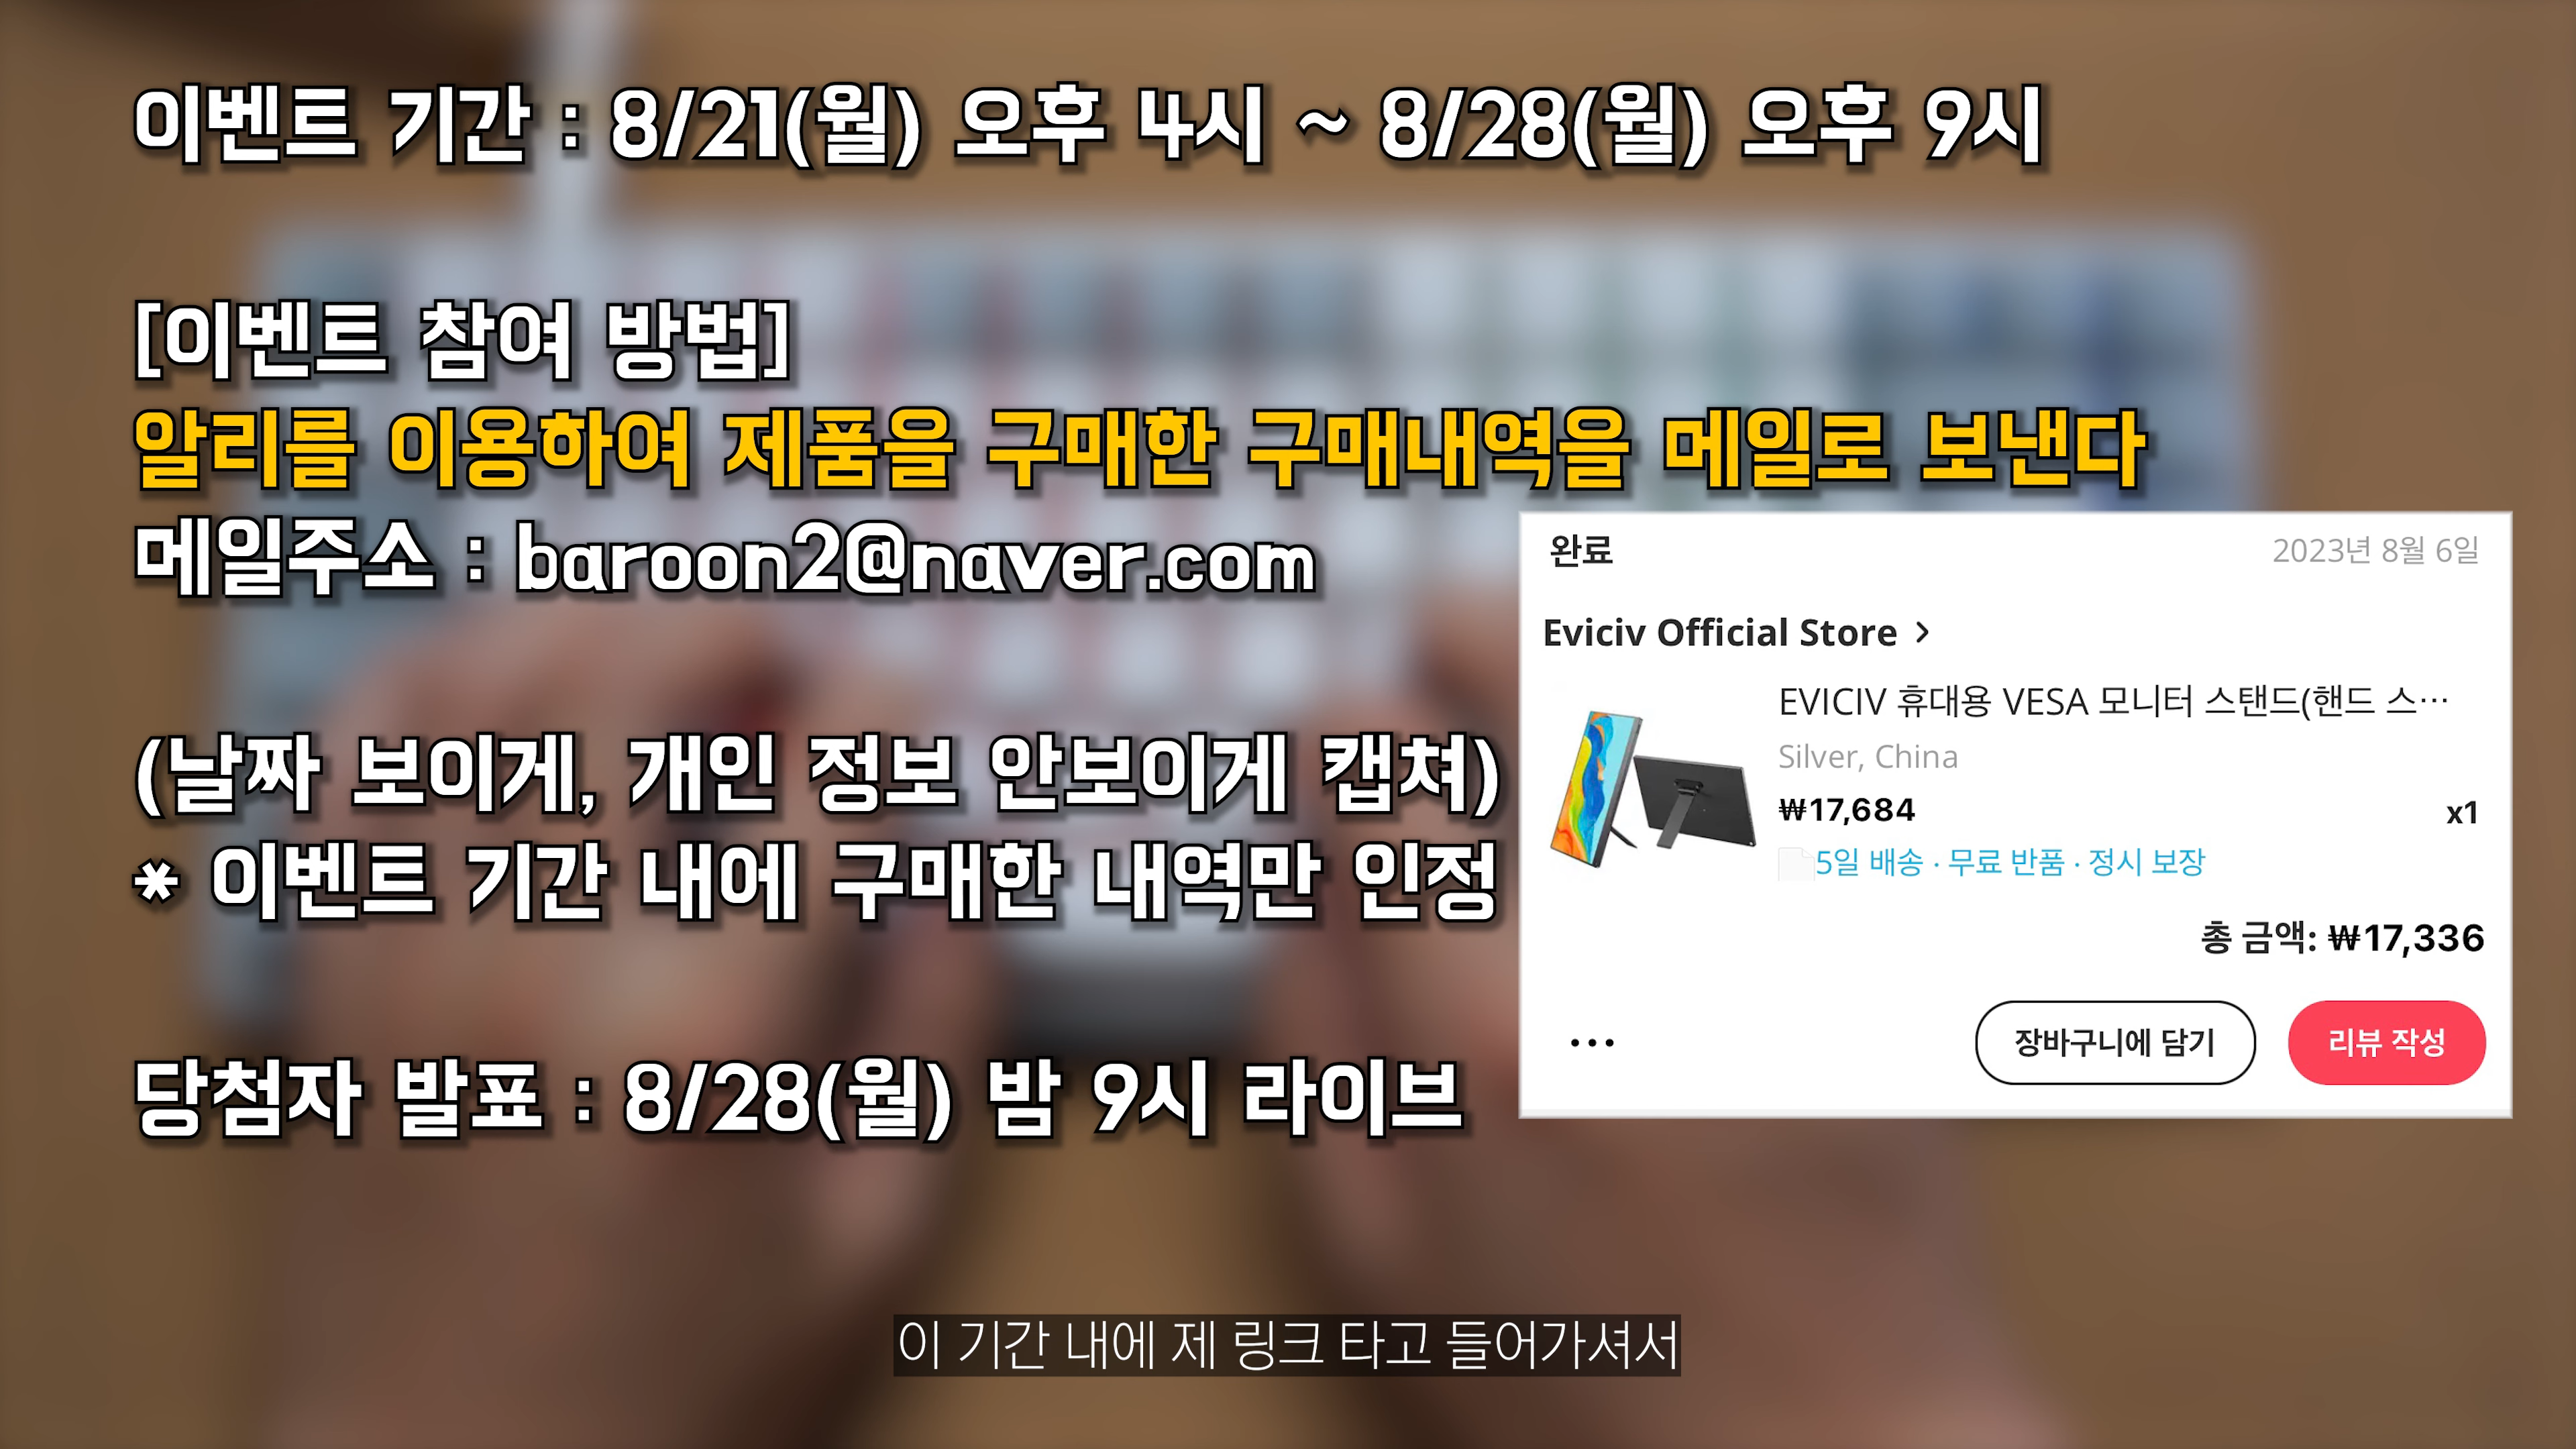 이벤트 기간 : 8/21(월) 오후 4시 ~ 8/28(월) 오후 9시
[이벤트 참여 방법]
알리를 이용하여 제품을 구매한 구매내역을 메일로 보낸다
메일주소 : baroon2@naver.com
(날짜 보이게, 개인 정보 안보이게 캡쳐)
* 이벤트 기간 내에 구매한 내역만 인정
당첨자 발표 : 8/28(월) 밤 9시 라이브
완료
2023년 8월 6일
Eviciv Official Store >
EVICIV 휴대용 VESA 모니터 스탠드(핸드 스…
Silver, China
₩17,684
x1
5일 배송 · 무료 반품 · 정시 보장
총 금액: ₩17,336
...
장바구니에 담기
리뷰 작성
이 기간 내에 제 링크 타고 들어가셔서